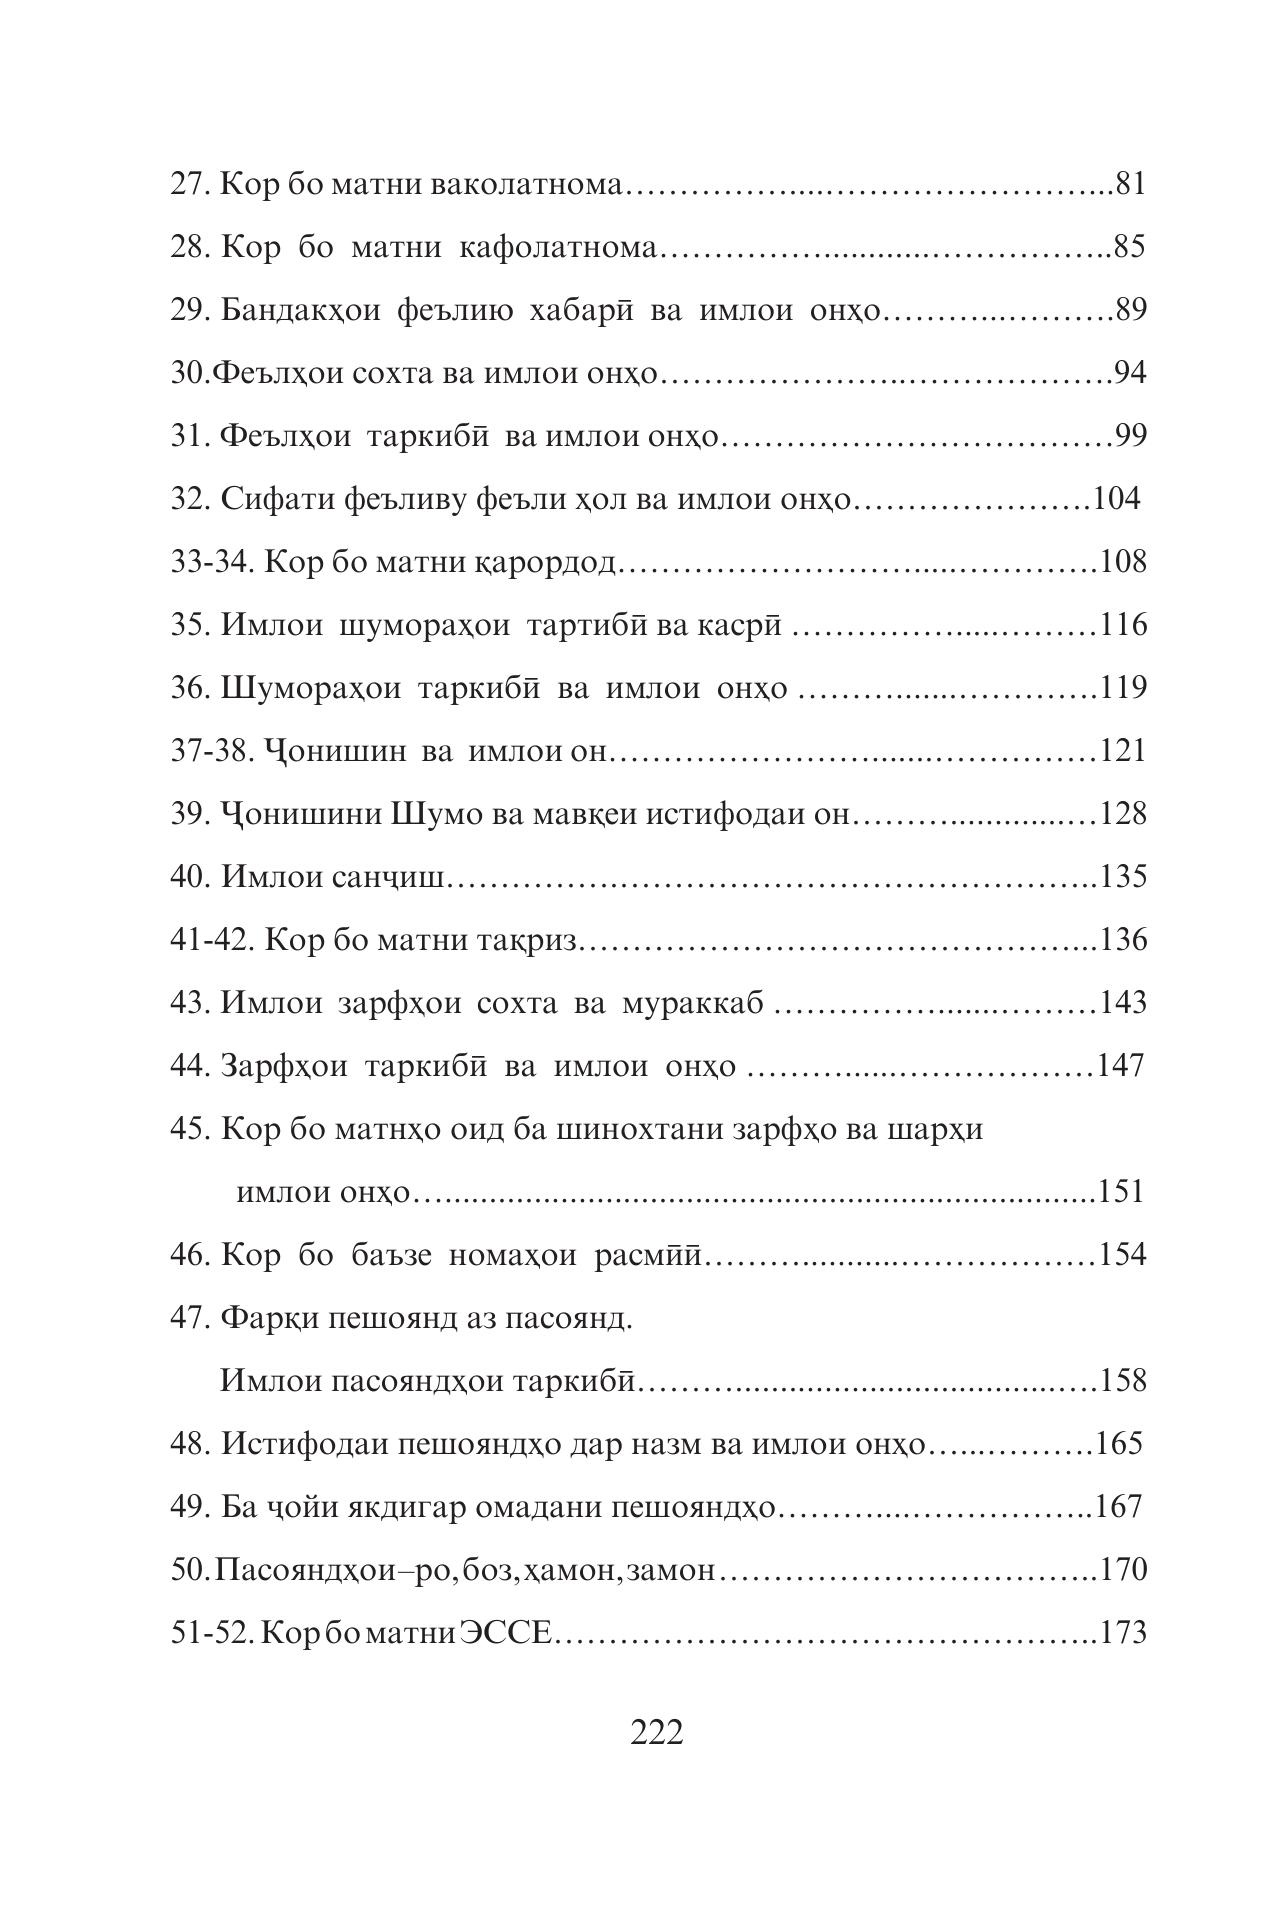 27. Кор бо матни ваколатнома……………....……………………...81
28. Кор бо матни кафолатнома……………...........……………..85
29. Бандакҳои феълию хабарӣ ва имлои онҳо………...……….89
30.Феълҳои сохта ва имлои онҳо…………………..……………….94
31. Феълҳои таркибӣ ва имлои онҳо………………………………99
32. Сифати феъливу феъли ҳол ва имлои онҳо………………….104
33-34. Кор бо матни қарордод………………………....………….108
35. Имлои шумораҳои тартибӣ ва касрӣ …………….....………116
36. Шумораҳои таркибӣ ва имлои онҳо ………......………….119
37-38. Ҷонишин ва имлои он…………………….......……………121
39. Ҷонишини Шумо ва мавқеи истифодаи он………...........…128
40. Имлои санҷиш…………….……………………………………..135
41-42. Кор бо матни тақриз………………………………………...136
43. Имлои зарфҳои сохта ва мураккаб …………….......………143
44. Зарфҳои таркибӣ ва имлои онҳо ……….....………………147
45. Кор бо матнҳо оид ба шинохтани зарфҳо ва шарҳи
имлои онҳо….........................................................................151
46. Кор бо баъзе номаҳои расмӣӣ………..........………………154
47. Фарқи пешоянд аз пасоянд.
Имлои пасояндҳои таркибӣ………....................................….158
48. Истифодаи пешояндҳо дар назм ва имлои онҳо…...……….165
49. Ба ҷойи якдигар омадани пешояндҳо………....……………..167
50. Пасояндҳои –ро, боз, ҳамон, замон……………………………..170
51-52. Кор бо матни ЭССЕ…………………………………………..173
222